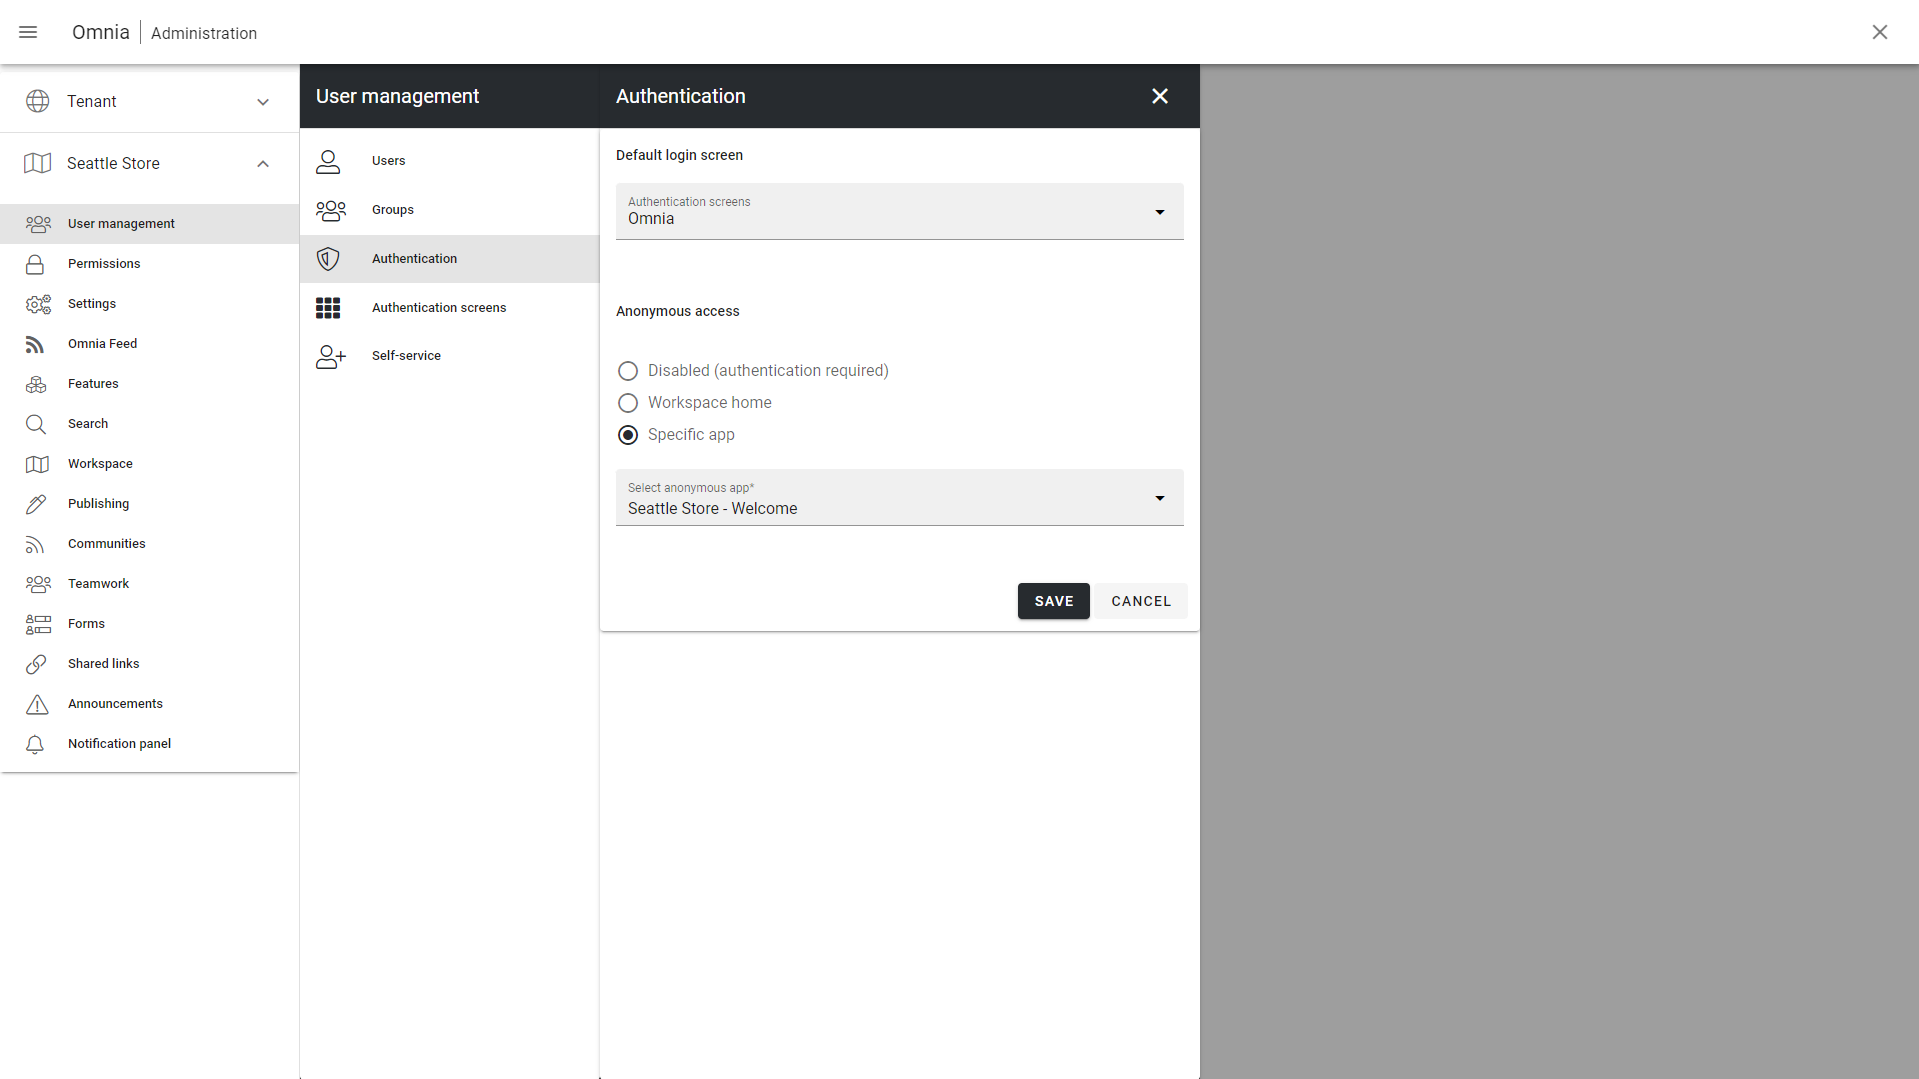 Omnia
Administration
Tenant
Seattle Store
User management
Permissions
Settings
Omnia Feed
Features
Search
Workspace
Publishing
Communities
Teamwork
Forms
Shared links
Announcements
Notification panel
User management
Users
Groups
Authentication
Authentication screens
Self-service
Authentication
Default login screen
Authentication screens
Omnia
Anonymous access
Disabled (authentication required)
Workspace home
Specific app
Select anonymous app*
Seattle Store - Welcome
SAVE
CANCEL